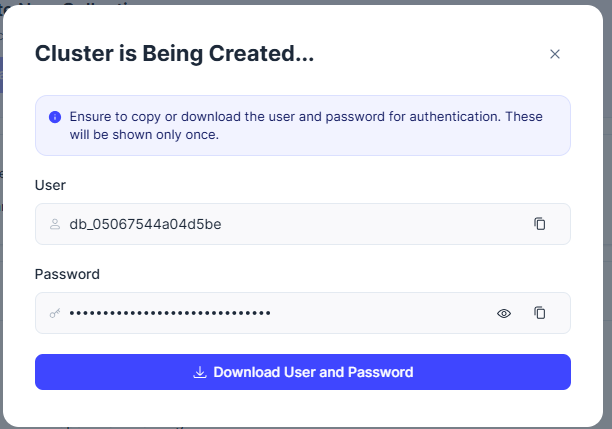 Cluster is Being Created...
Ensure to copy or download the user and password for authentication. These
will be shown only once.
User
db_05067544a04d5be
Password
••••••••••••••••••••••••••••••
Download User and Password